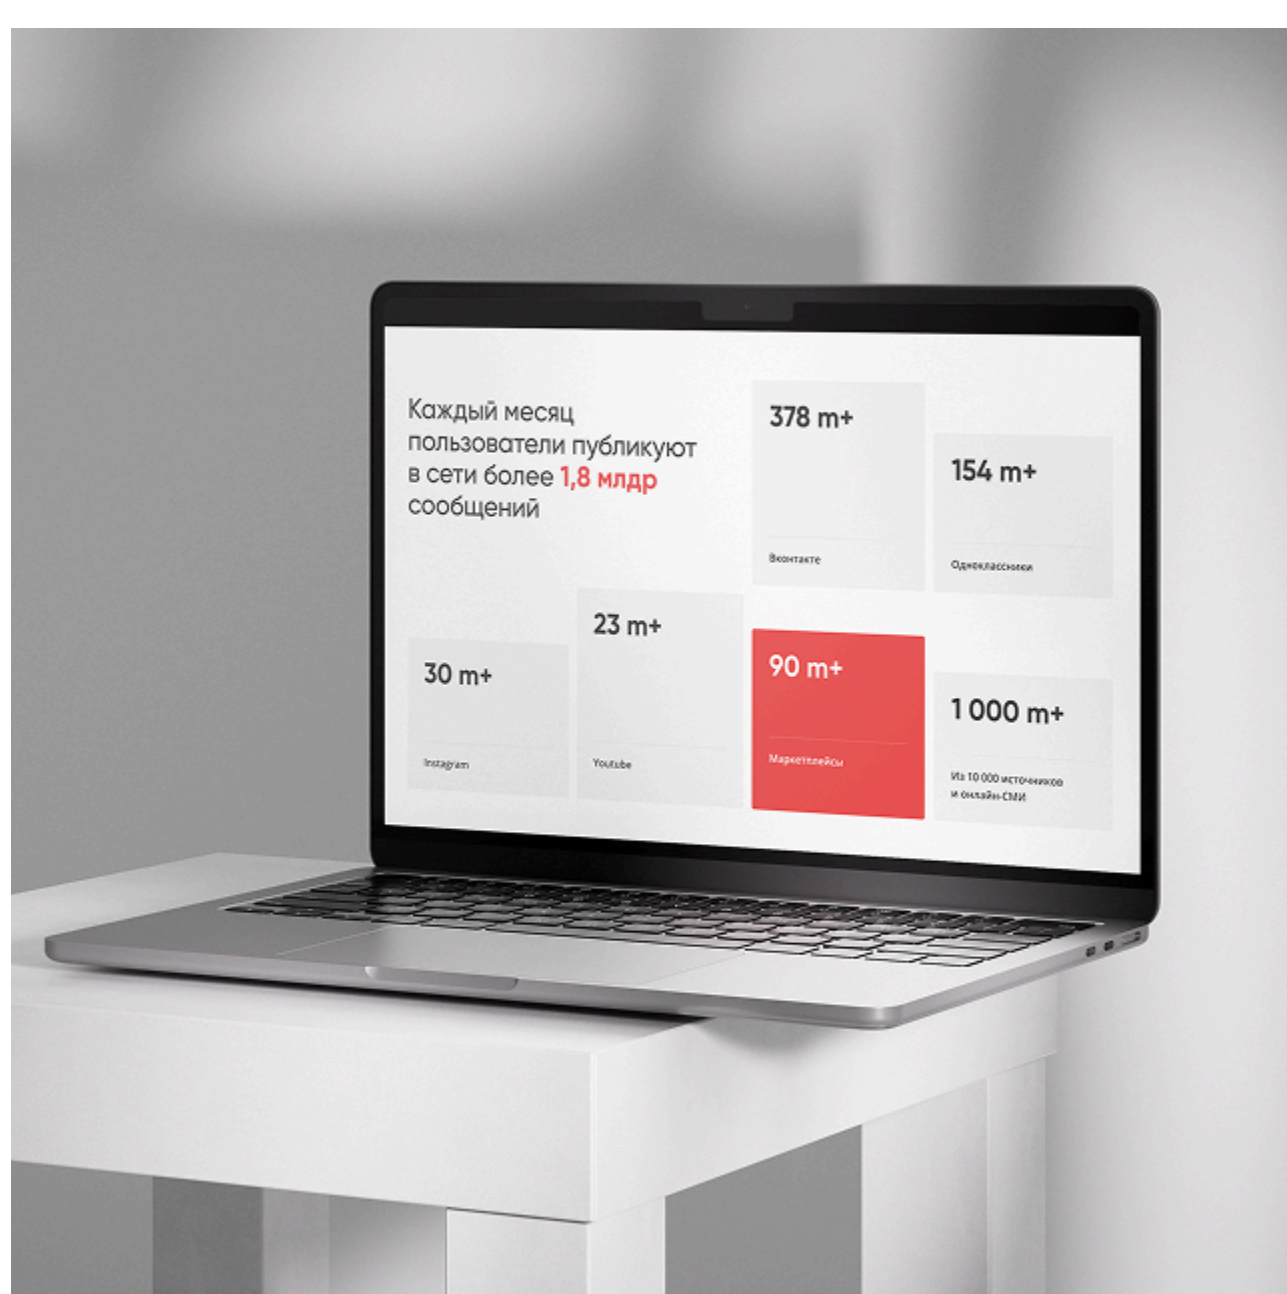 Каждый месяц
пользователи публикуют
в сети более 1,8 млдр
сообщений
378 m+
Вконтакте
154 m+
Одноклассники
30 m+
Instagram
23 m+
Youtube
90 m+
Маркетплейсы
1 000 m+
Из 10 000 источников
и онлайн-СМИ